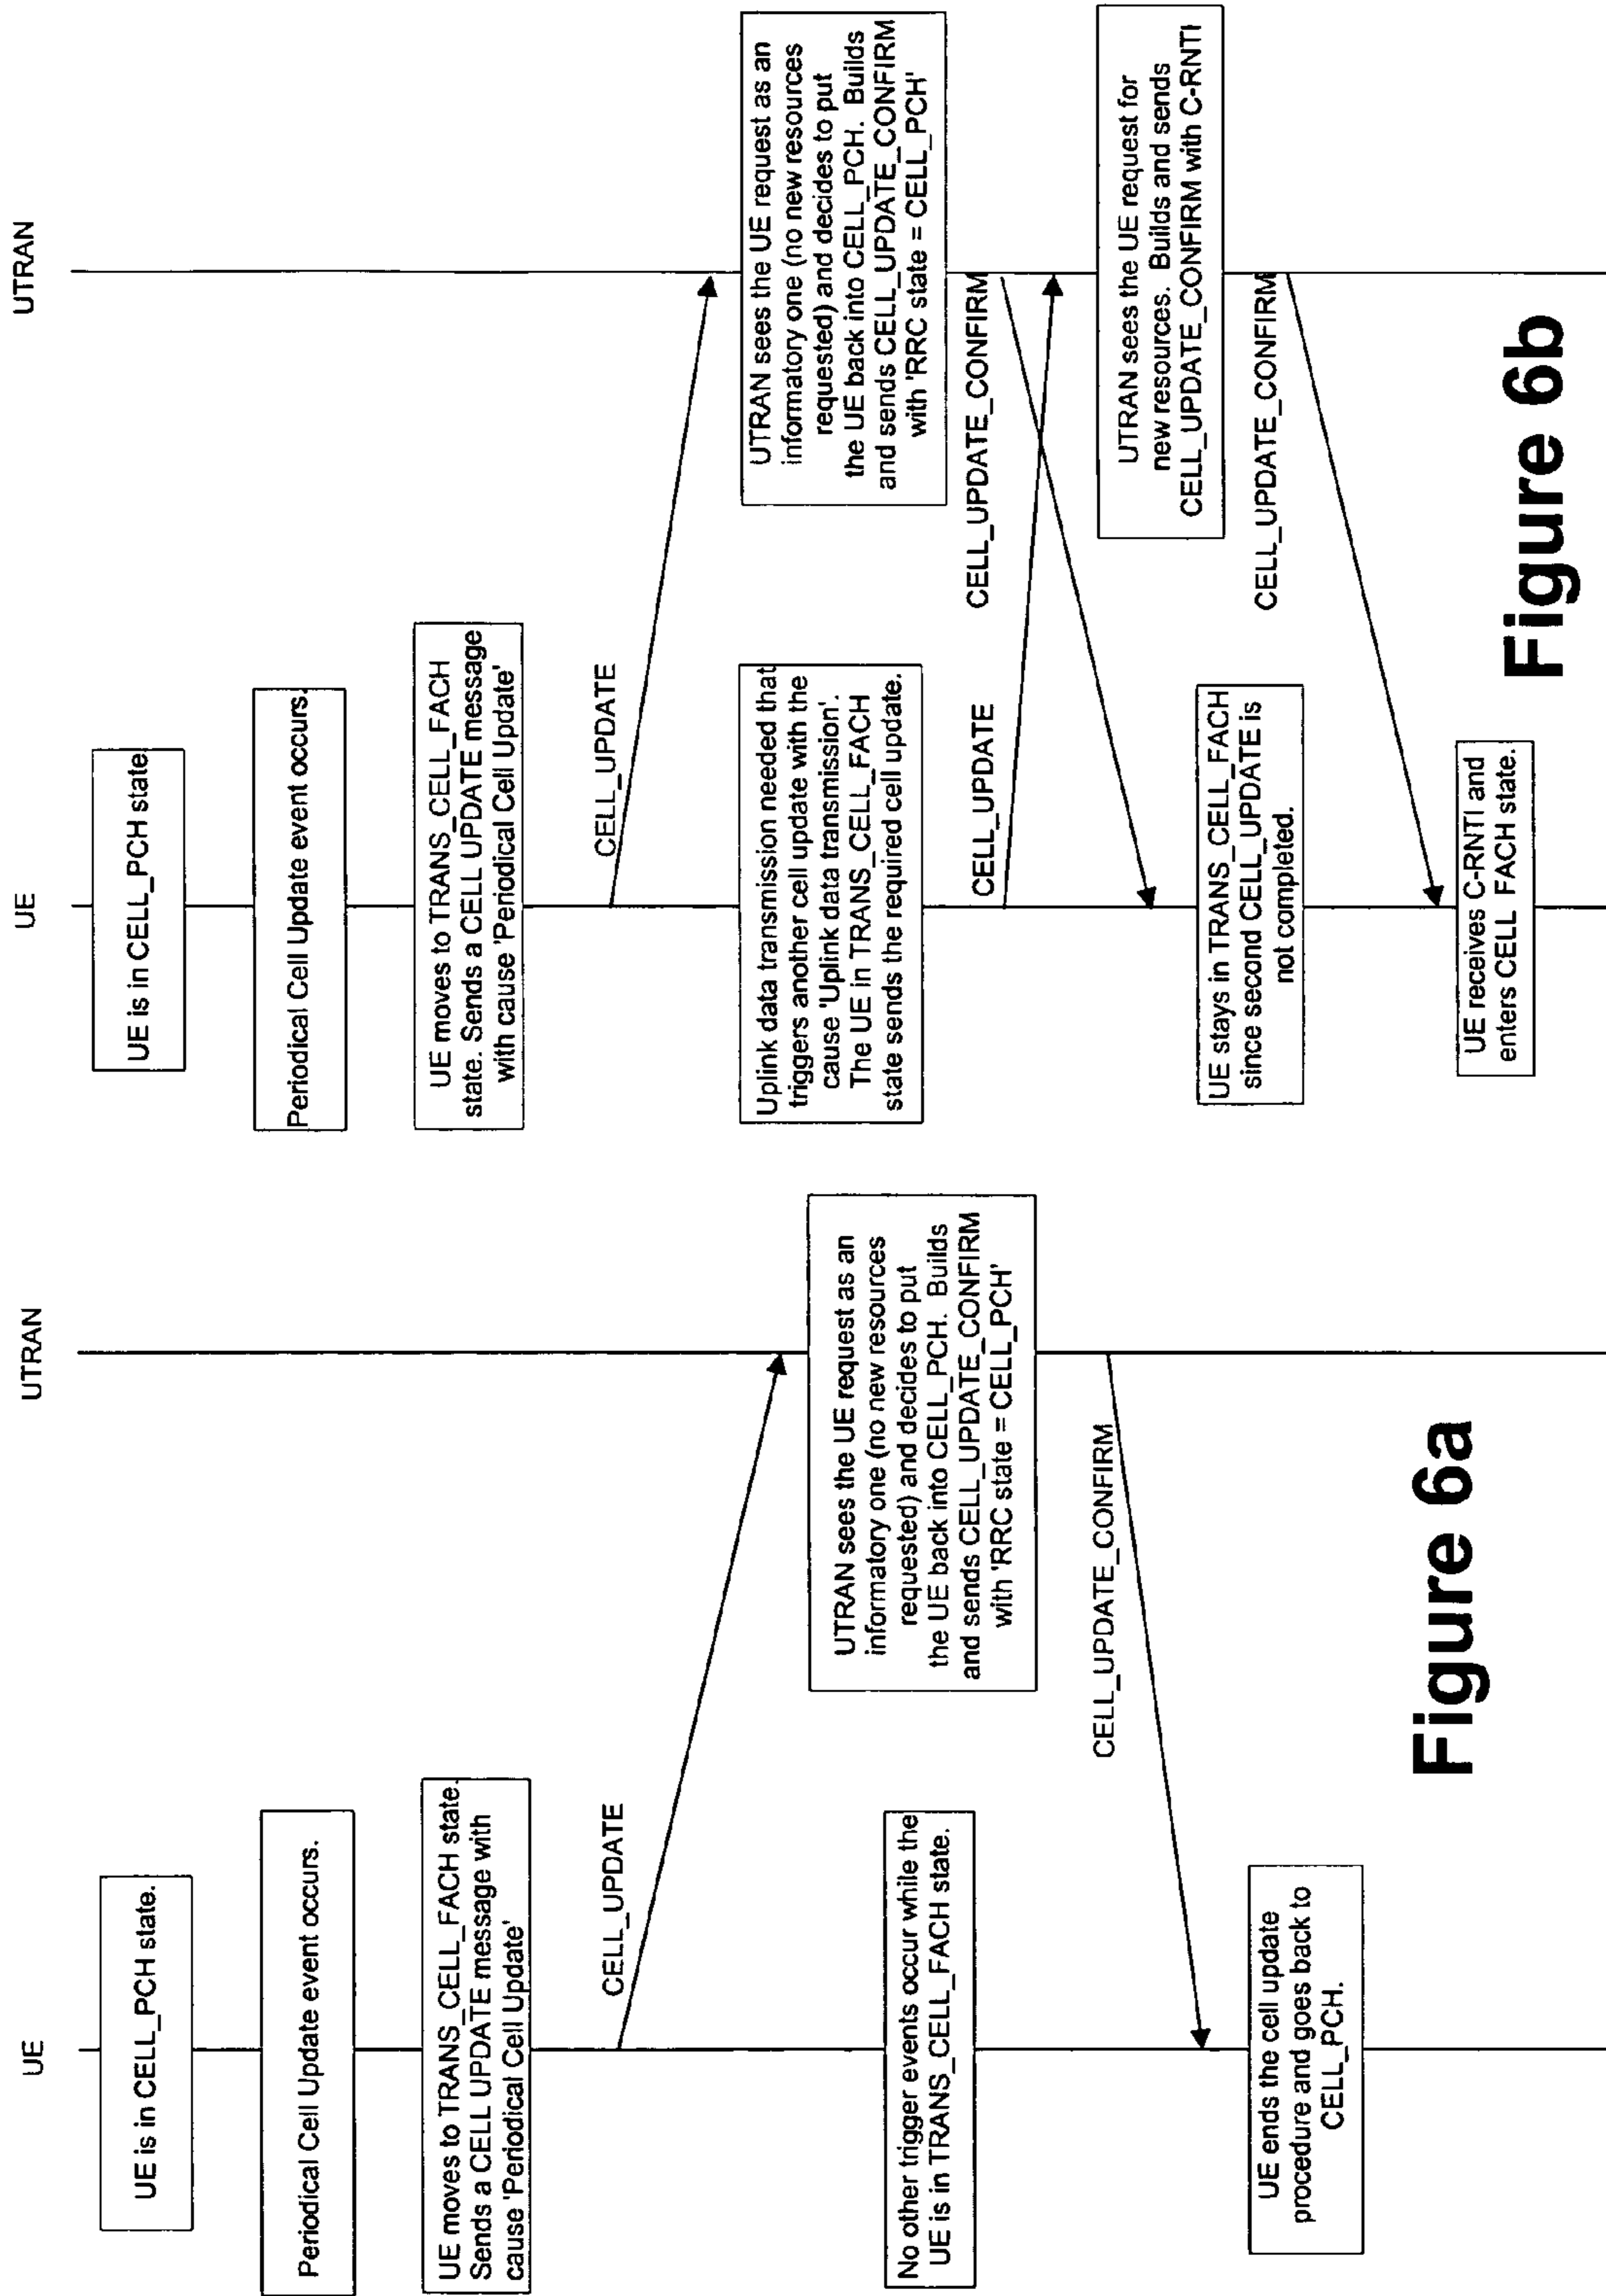 UE
UTRAN
UE is in CELL_PCH state.
Periodical Cell Update event occurs.
UE moves to TRANS_CELL_FACH state.
Sends a CELL UPDATE message with
cause 'Periodical Cell Update'
CELL_UPDATE
UTRAN sees the UE request as an
informatory one (no new resources
requested) and decides to put
the UE back into CELL_PCH. Builds
and sends CELL_UPDATE_CONFIRM
with 'RRC state = CELL_PCH'
No other trigger events occur while the
UE is in TRANS_CELL_FACH state.
CELL_UPDATE_CONFIRM
UE ends the cell update
procedure and goes back to
CELL_PCH.
Figure 6a
UE
UTRAN
UE is in CELL_PCH state
Periodical Cell Update event occurs.
UE moves to TRANS_CELL_FACH
state. Sends a CELL UPDATE message
with cause 'Periodical Cell Update'
CELL_UPDATE
UTRAN sees the UE request as an
informatory one (no new resources
requested) and decides to put
the UE back into CELL_PCH. Builds
and sends CELL_UPDATE_CONFIRM
with 'RRC state = CELL_PCH'
Uplink data transmission needed that
triggers another cell update with the
cause 'Uplink data transmission'.
The UE in TRANS_CELL_FACH
state sends the required cell update.
CELL_UPDATE_CONFIRM
CELL_UPDATE
UTRAN sees the UE request for
new resources. Builds and sends
CELL_UPDATE_CONFIRM with C-RNTI
UE stays in TRANS_CELL_FACH
since second CELL_UPDATE is
not completed.
CELL_UPDATE_CONFIRM
UE receives C-RNTI and
enters CELL_FACH state.
Figure 6b